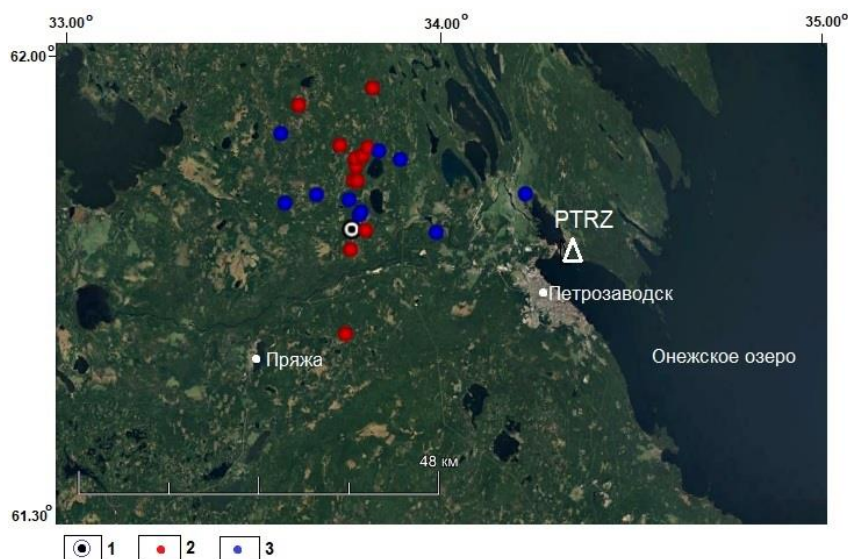 33.00° 34.00° 35.00°
62.00°
PTRZ
Петрозаводск
Онежское озеро
Пряжа
48 км
61.30°
1 2 3